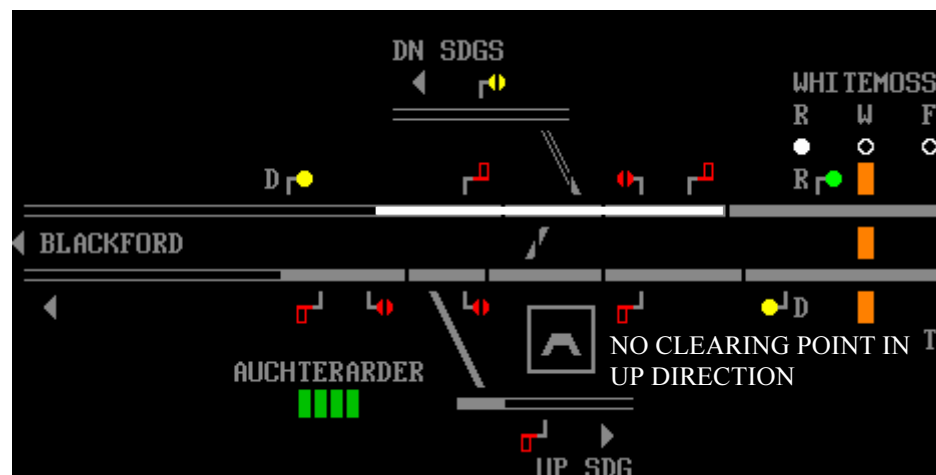 DN SDGS
WHITEMOSS
R W F
D
R
BLACKFORD
D
NO CLEARING POINT IN
UP DIRECTION
T
AUCHTERARDER
UP SDG